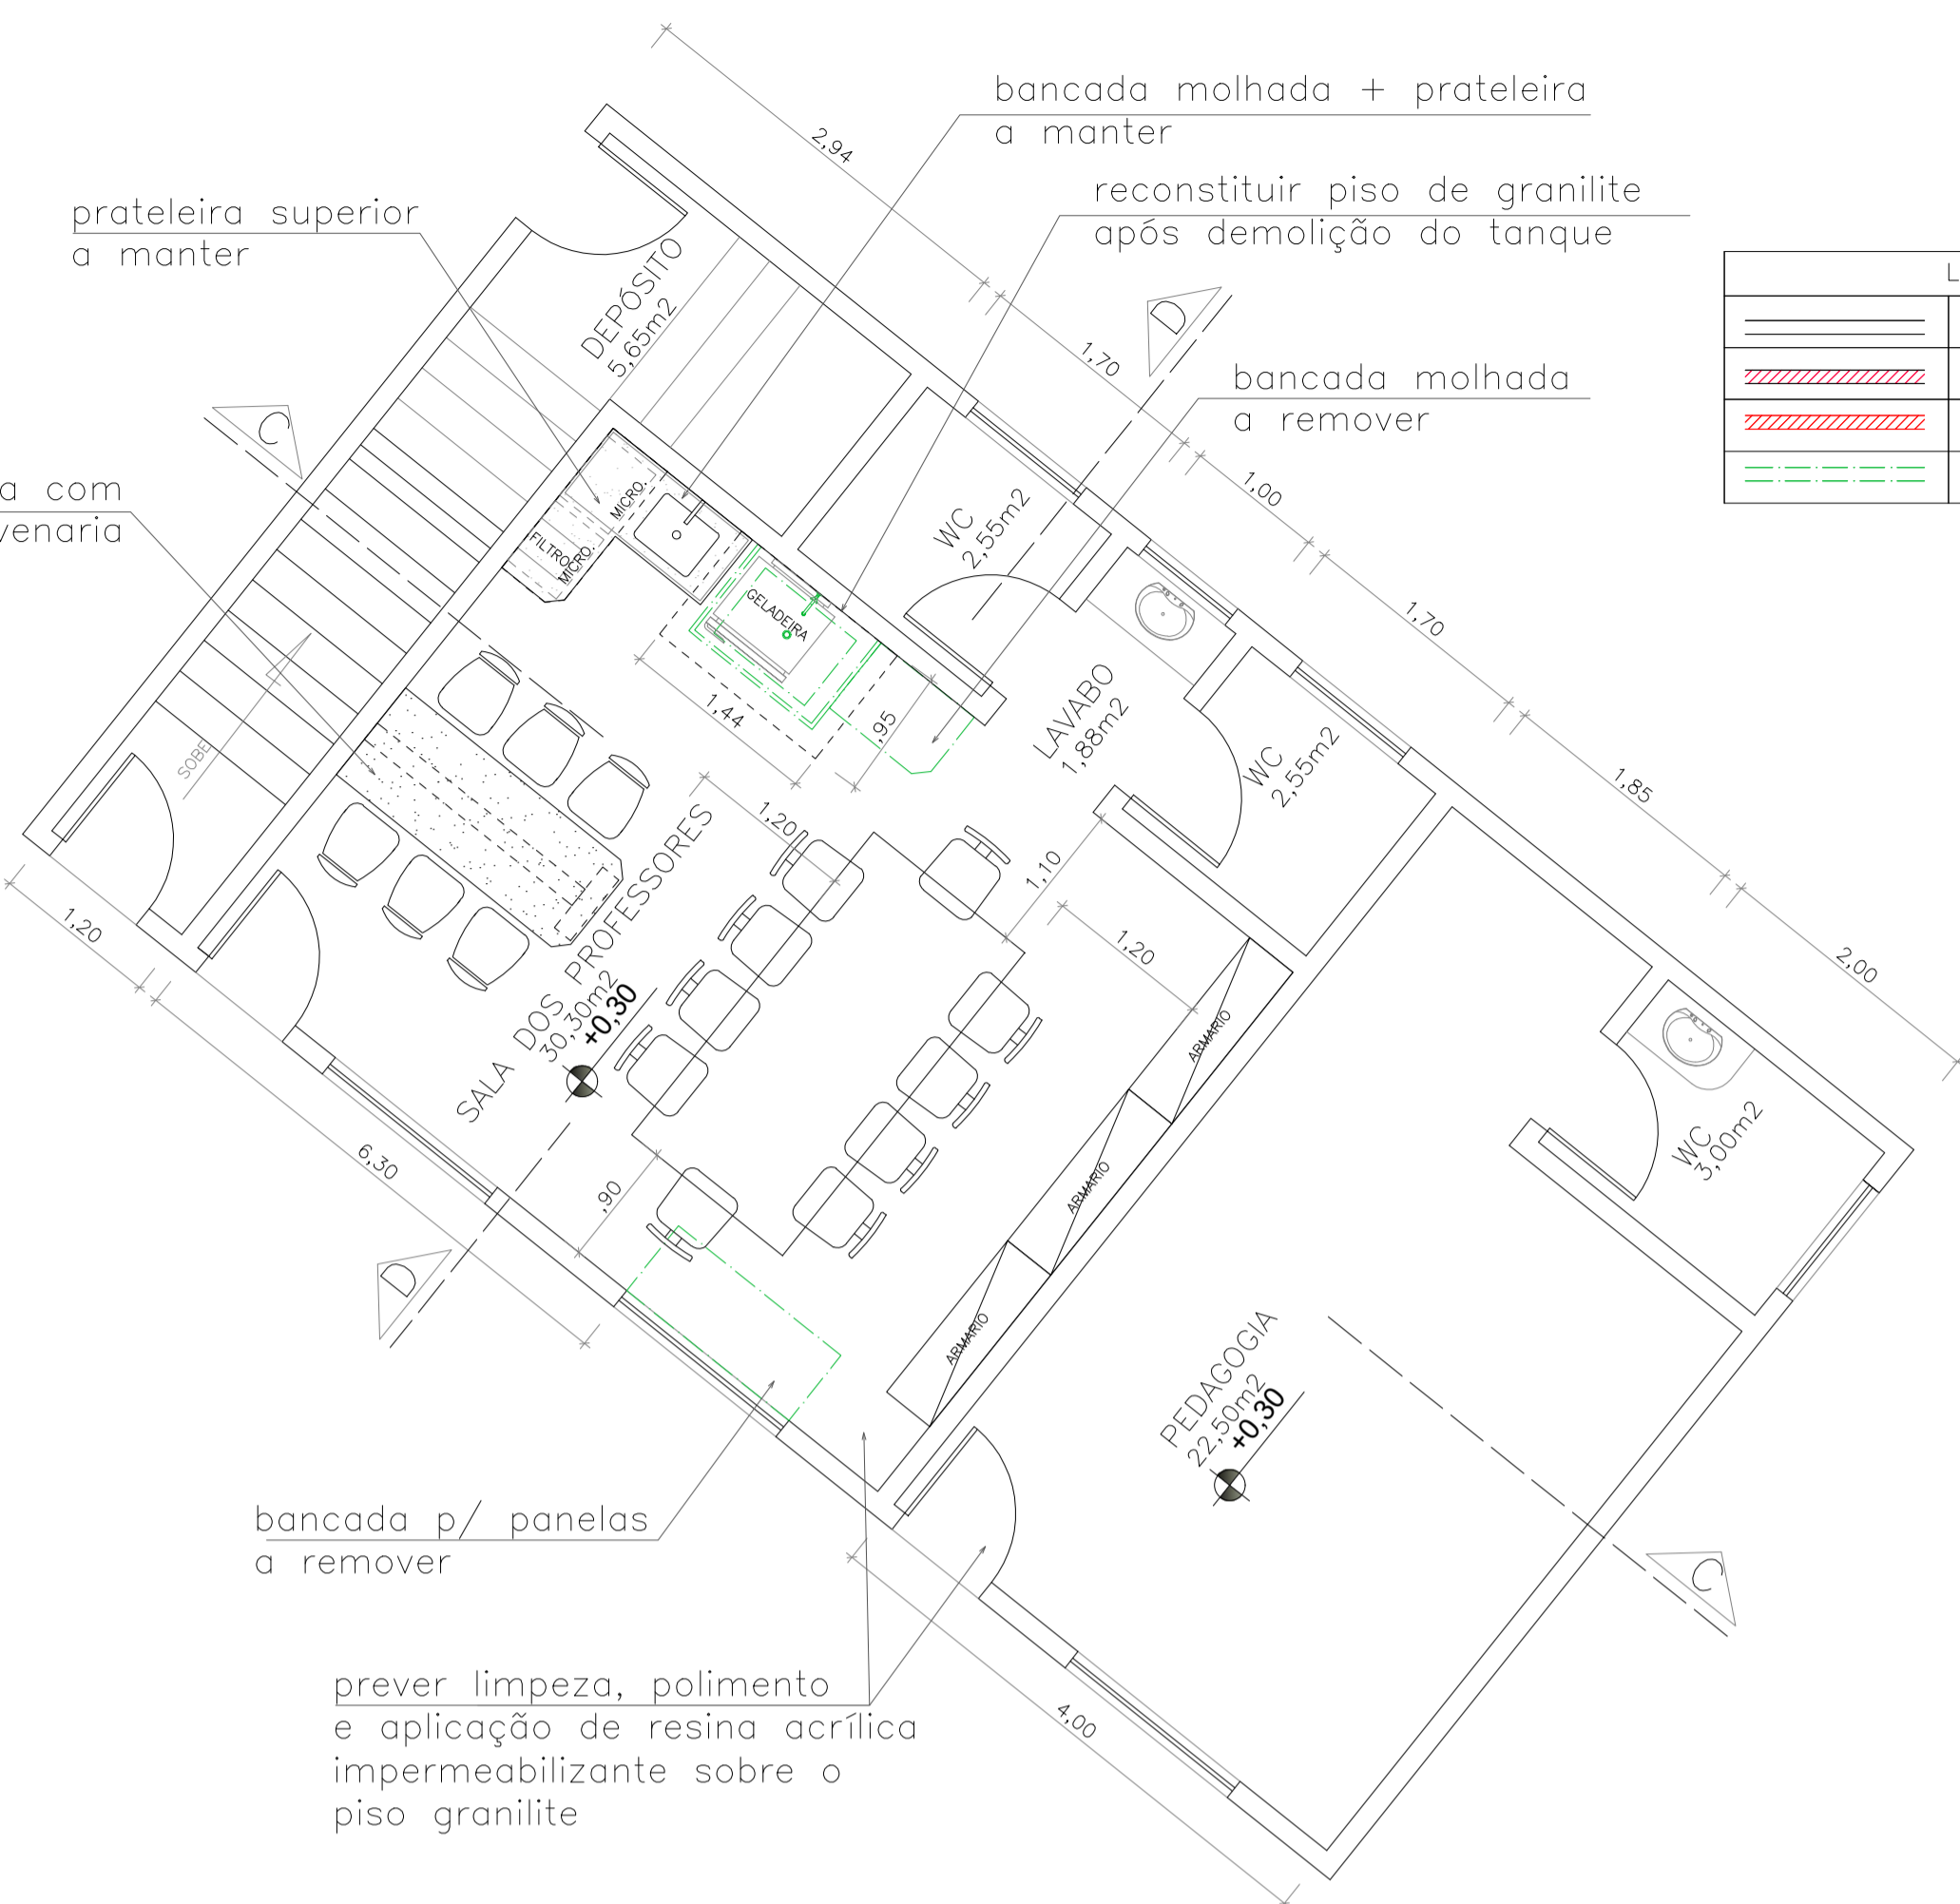 bancada molhada + prateleira
a manter
2,94
reconstituir piso de granilite
após demolição do tanque
prateleira superior
a manter
DEPÓSITO
5,65m2
D
L
1,70
bancada molhada
a remover
C
a com
venaria
MICRO.
FILTRO
MICRO.
WC
2,55m2
1,00
GELADEIRA
1,70
1,44
,95
LAVABO
1,88m2
WC
2,55m2
1,85
SOBE
1,20
1,10
1,20
2,00
1,20
SALA DOS PROFESSORES
30,30m2
+0,30
ARMARIO
WC
3,00m2
6,30
,90
ARMARIO
D
ARMARIO
PEDAGOGIA
22,50m2
+0,30
bancada p/ panelas
a remover
C
prever limpeza, polimento
e aplicação de resina acrílica
impermeabilizante sobre o
piso granilite
4,00